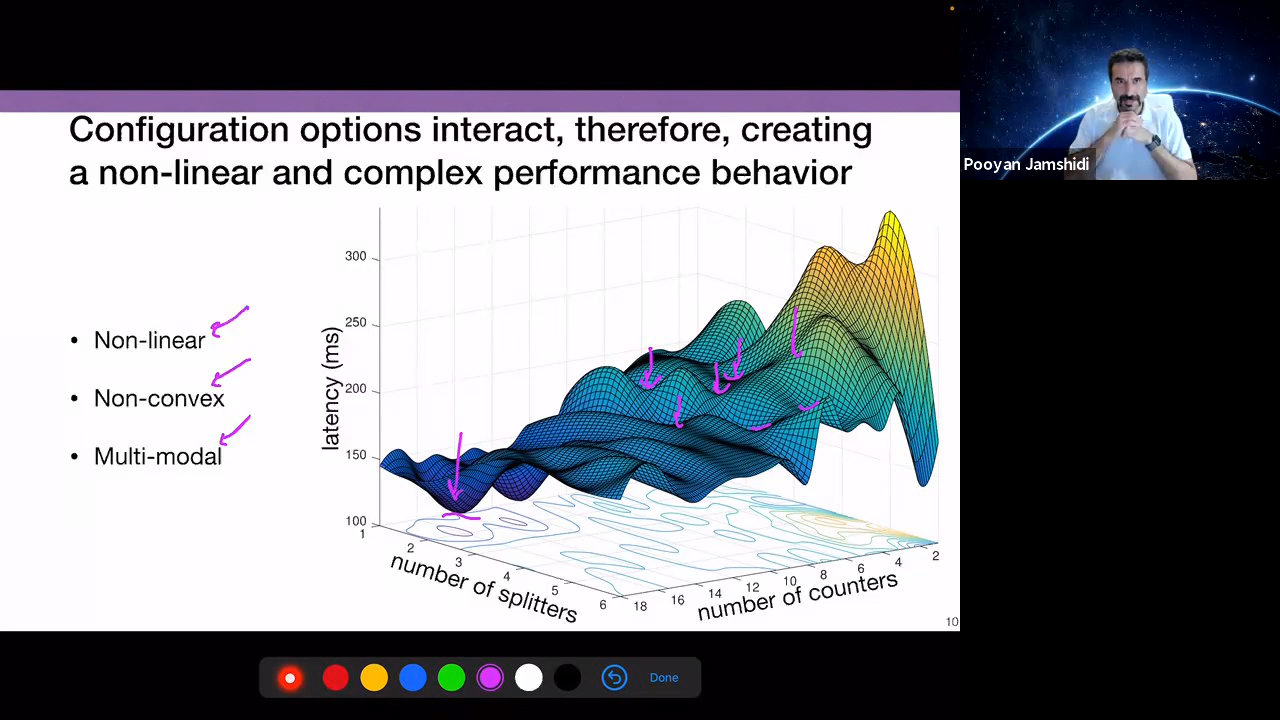 Configuration options interact, therefore, creating
a non-linear and complex performance behavior
Pooyan Jamshidi
• Non-linear
• Non-convex
• Multi-modal
latency (ms)
300
250
200
150
100
1
2
3
4
5
6
number of splitters
18
16
14
12
10
8
6
4
2
number of counters
10
Done